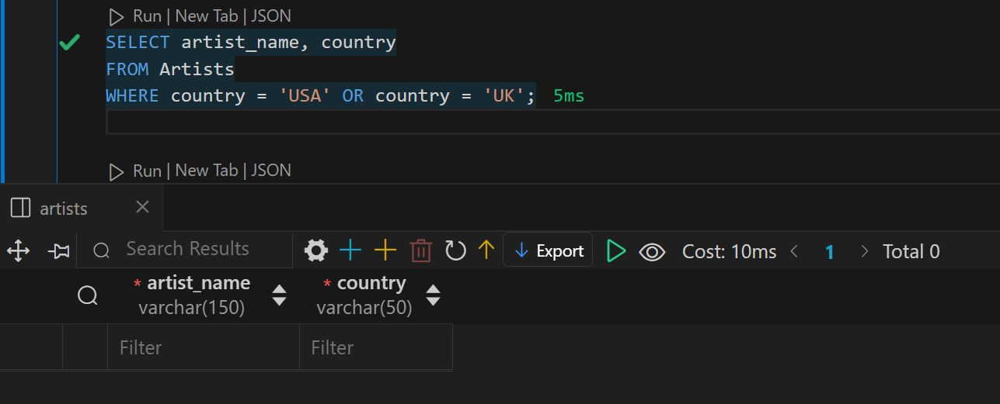 Run | New Tab | JSON
SELECT artist_name, country
FROM Artists
WHERE country = 'USA' OR country = 'UK'; 5ms
Run | New Tab | JSON
artists
Search Results Export Cost: 10ms < 1 > Total 0
* artist_name * country
varchar(150) varchar(50)
Filter Filter